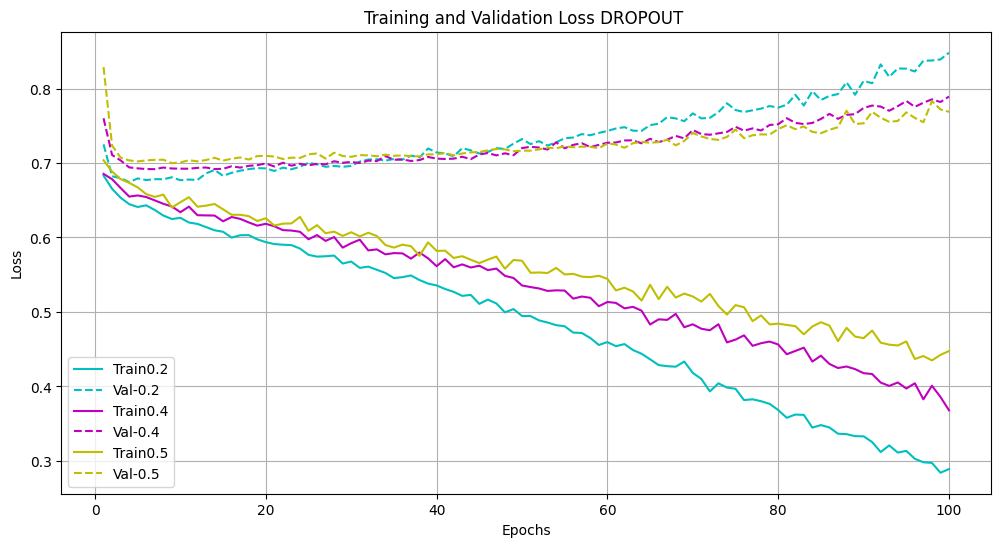 Training and Validation Loss DROPOUT
Loss
0.8
0.7
0.6
0.5
0.4
0.3
Train0.2
Val-0.2
Train0.4
Val-0.4
Train0.5
Val-0.5
0 20 40 60 80 100
Epochs